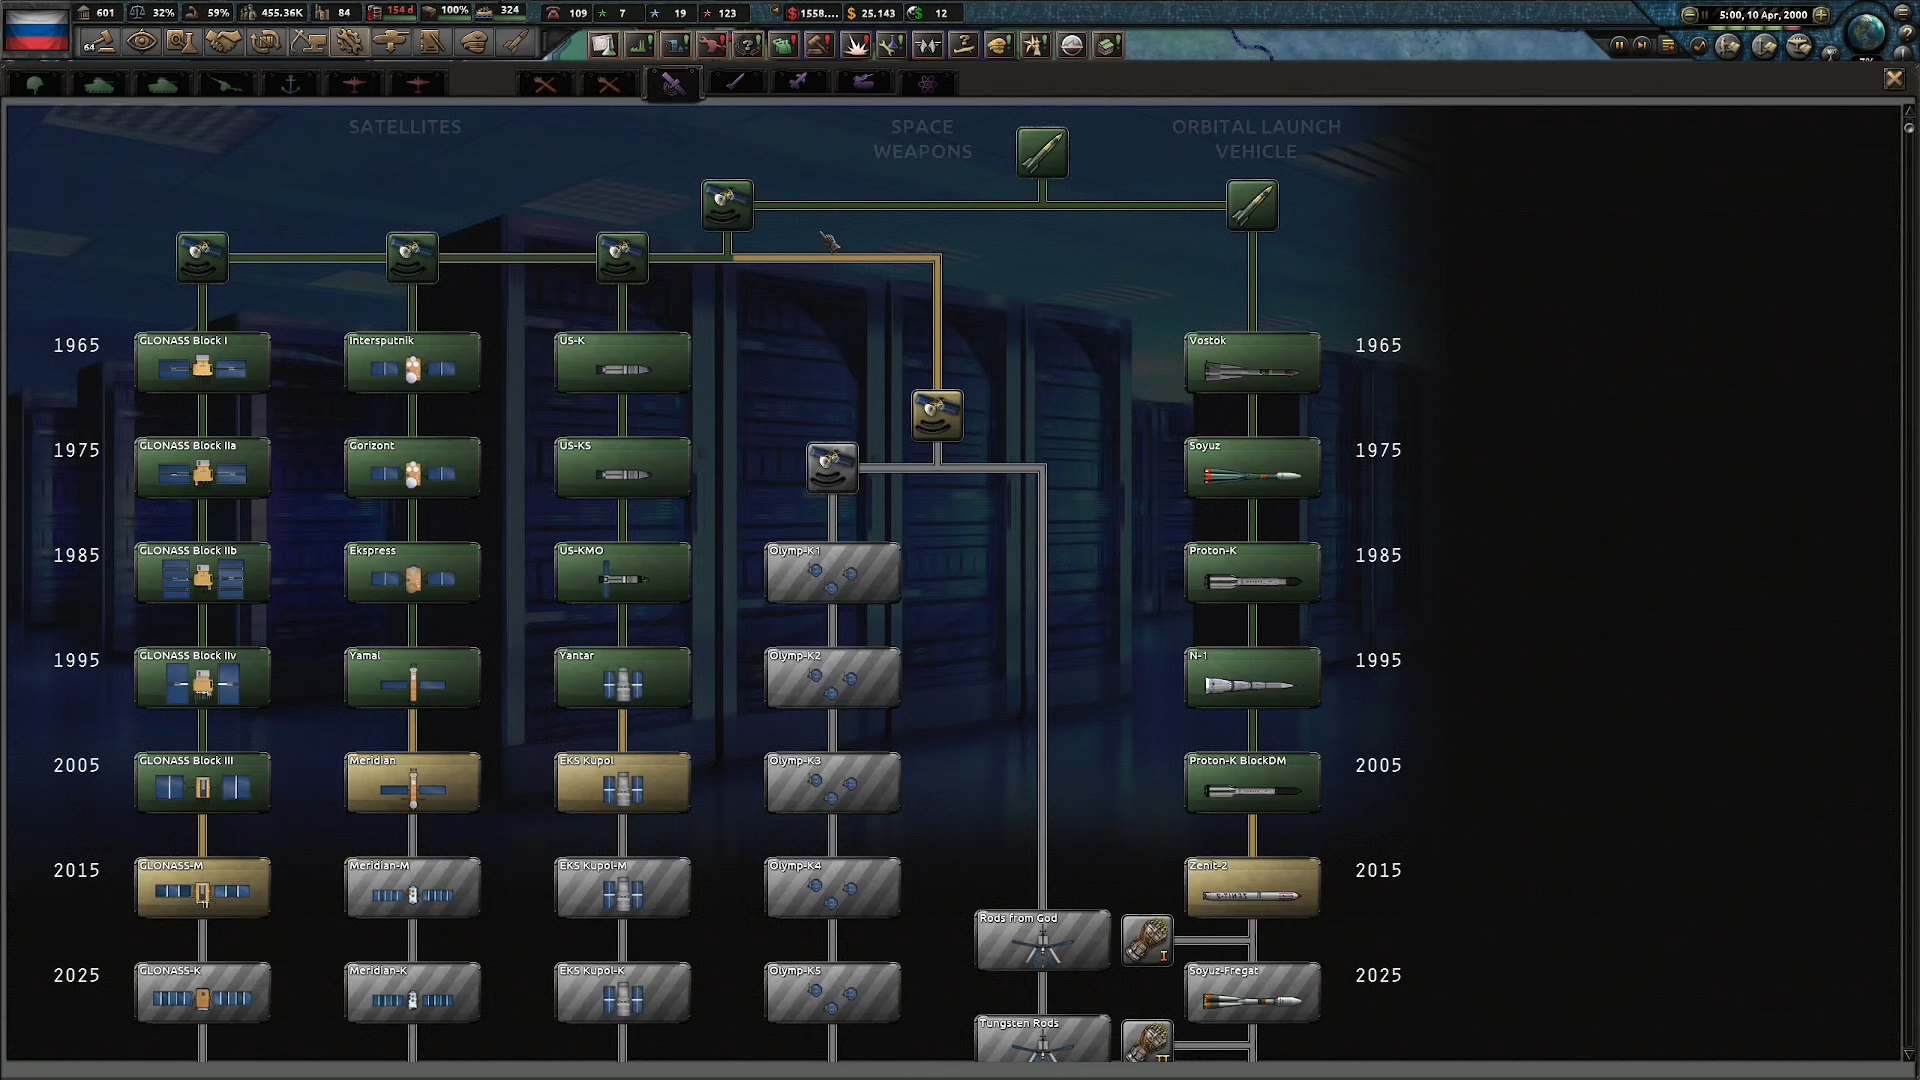 601
32%
59%
455.36K
84
154 d
100%
324
109
7
19
123
1558....
25.143
12
5:00, 10 Apr, 2000
64
SATELLITES
SPACE
WEAPONS
ORBITAL LAUNCH
VEHICLE
1965
GLONASS Block I
Intersputnik
US-K
Vostok
1965
1975
GLONASS Block IIa
Gorizont
US-KS
Soyuz
1975
1985
GLONASS Block IIb
Ekspress
US-KMO
Olymp-K1
Proton-K
1985
1995
GLONASS Block IIv
Yamal
Yantar
Olymp-K2
N-1
1995
2005
GLONASS Block III
Meridian
EKS Kupol
Olymp-K3
Proton-K BlockDM
2005
2015
GLONASS-M
Meridian-M
EKS Kupol-M
Olymp-K4
Zenit-2
2015
Rods from God
I
2025
GLONASS-K
Meridian-K
EKS Kupol-K
Olymp-K5
Soyuz-Fregat
2025
Tungsten Rods
II